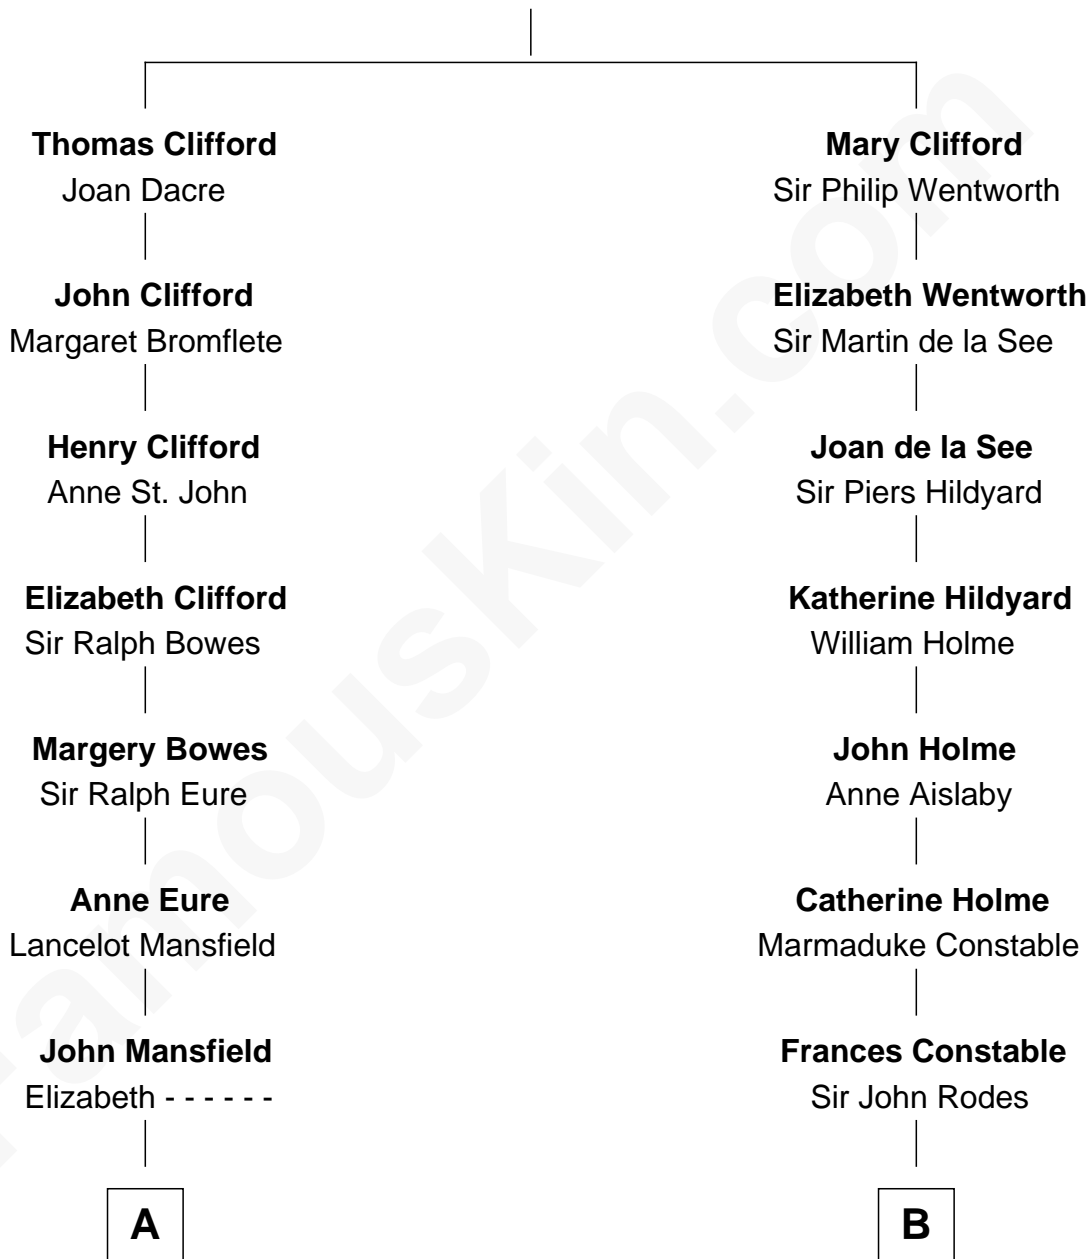 Thomas Clifford
Joan Dacre
John Clifford
Margaret Bromflete
Henry Clifford
Anne St. John
Elizabeth Clifford
Sir Ralph Bowes
Margery Bowes
Sir Ralph Eure
Anne Eure
Lancelot Mansfield
John Mansfield
Elizabeth - - - - - -
A
Mary Clifford
Sir Philip Wentworth
Elizabeth Wentworth
Sir Martin de la See
Joan de la See
Sir Piers Hildyard
Katherine Hildyard
William Holme
John Holme
Anne Aislaby
Catherine Holme
Marmaduke Constable
Frances Constable
Sir John Rodes
B
FamousKin.com